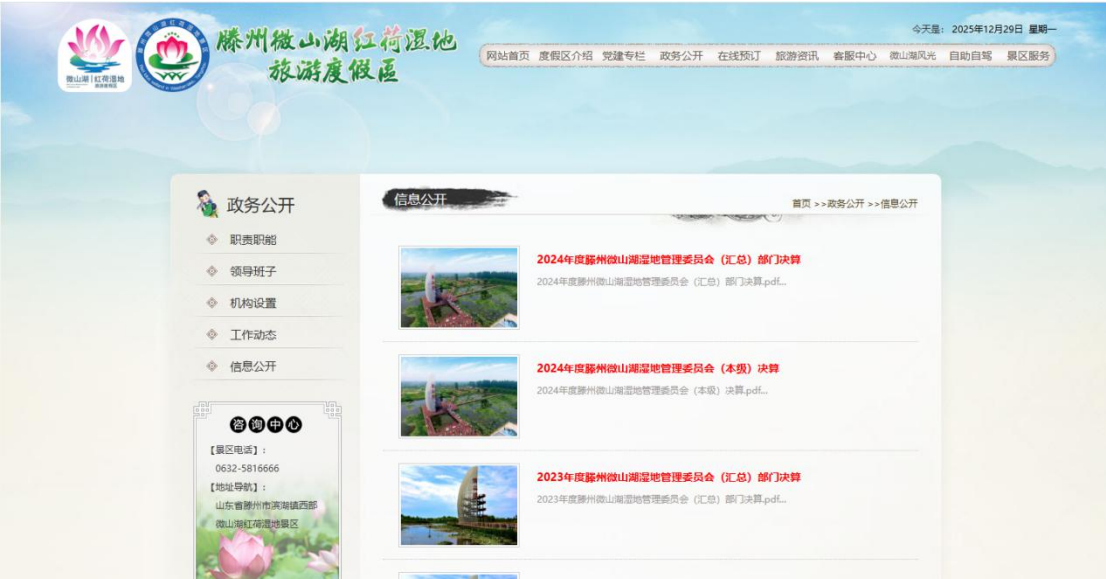 今天是： 2025年12月29日 星期一
滕州微山湖红荷湿地
旅游度假區
微山湖|红荷湿地
旅游度假区
网站首页 度假区介绍 党建专栏 政务公开 在线预订 旅游资讯 客服中心 微山湖风光 自助自驾 景区服务
政务公开
职责职能
领导班子
机构设置
工作动态
信息公开
咨询中心
【景区电话】：
0632-5816666
【地址导航】：
山东省滕州市滨湖镇西部
微山湖红荷湿地景区
信息公开
首页 >>政务公开 >>信息公开
2024年度滕州微山湖湿地管理委员会（汇总）部门决算
2024年度滕州微山湖湿地管理委员会（汇总）部门决算.pdf...
2024年度滕州微山湖湿地管理委员会（本级）决算
2024年度滕州微山湖湿地管理委员会（本级）决算.pdf...
2023年度滕州微山湖湿地管理委员会（汇总）部门决算
2023年度滕州微山湖湿地管理委员会（汇总）部门决算.pdf...